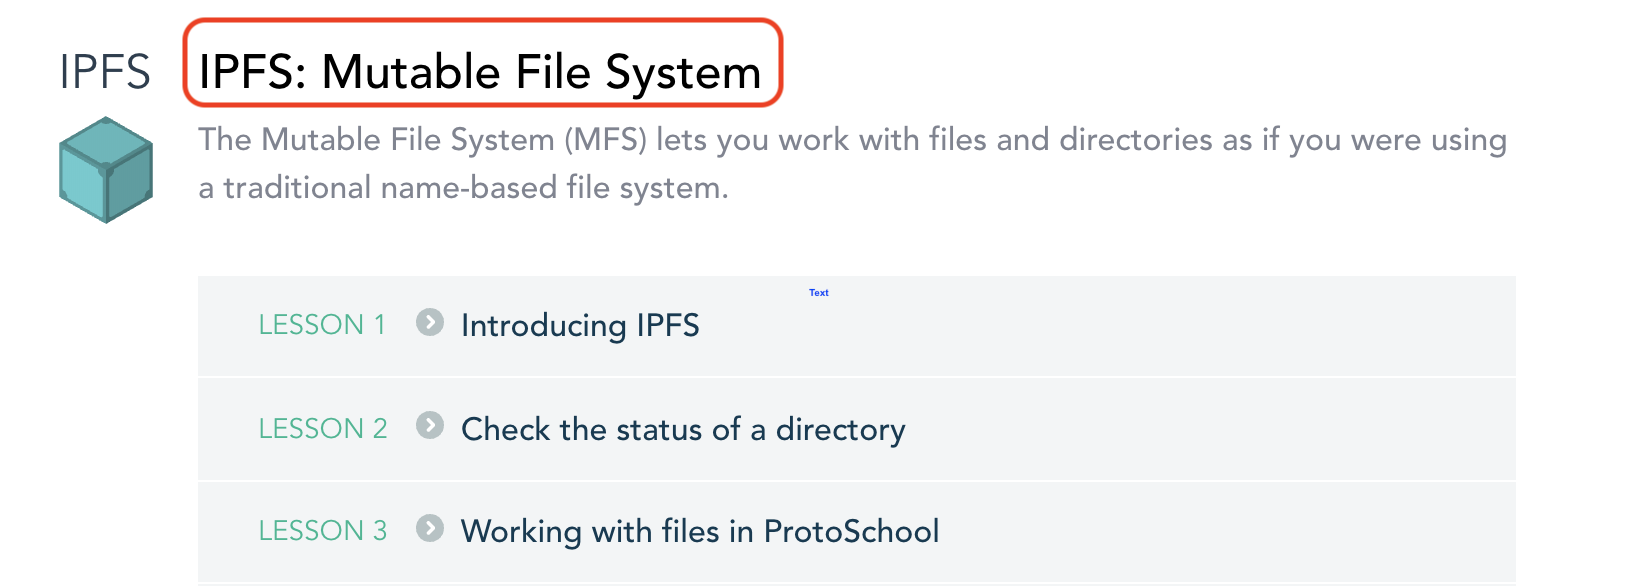 IPFS
IPFS: Mutable File System
The Mutable File System (MFS) lets you work with files and directories as if you were using
a traditional name-based file system.
Text
LESSON 1 Introducing IPFS
LESSON 2 Check the status of a directory
LESSON 3 Working with files in ProtoSchool